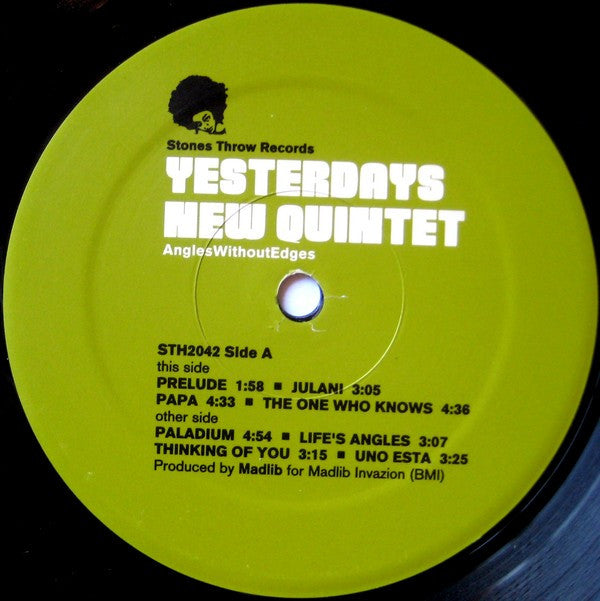 Stones Throw Records
YESTERDAYS
NEW QUINTET
AnglesWithoutEdges
STH2042 Side A
this side
PRELUDE 1:58 ■ JULANI 3:05
PAPA 4:33 ■ THE ONE WHO KNOWS 4:36
other side
PALADIUM 4:54 ■ LIFE'S ANGLES 3:07
THINKING OF YOU 3:15 ■ UNO ESTA 3:25
Produced by Madlib for Madlib Invazion (BMI)